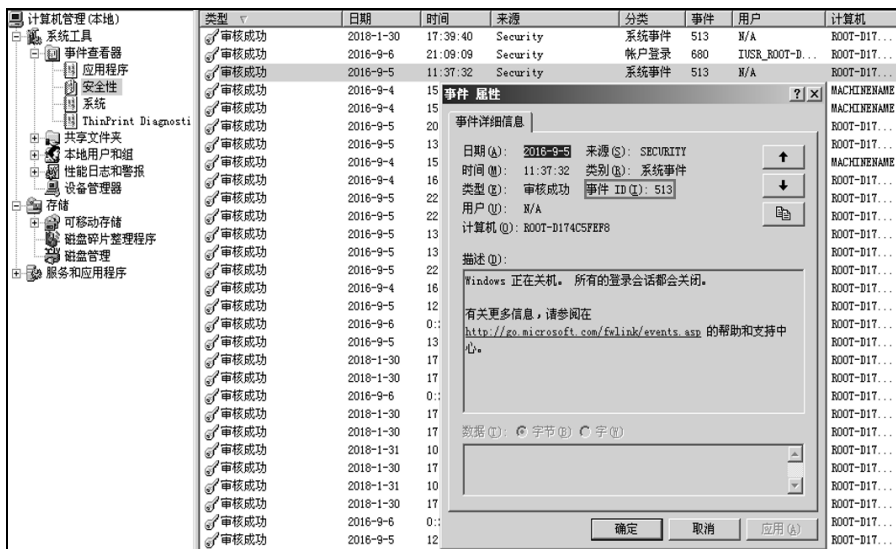 计算机管理(本地)
系统工具
事件查看器
应用程序
安全性
系统
ThinPrint Diagnosti
共享文件夹
本地用户和组
性能日志和警报
设备管理器
存储
可移动存储
磁盘碎片整理程序
磁盘管理
服务和应用程序
类型 日期 时间 来源 分类 事件 用户 计算机
审核成功 2018-1-30 17:39:40 Security 系统事件 513 N/A ROOT-D17...
审核成功 2016-9-6 21:09:09 Security 帐户登录 680 IUSR_ROOT-D... ROOT-D17...
审核成功 2016-9-5 11:37:32 Security 系统事件 513 N/A ROOT-D17...
审核成功 2016-9-4 15 MACHINENAME
审核成功 2016-9-4 15 MACHINENAME
审核成功 2016-9-5 20 ROOT-D17...
审核成功 2016-9-5 13 ROOT-D17...
审核成功 2016-9-4 15 MACHINENAME
审核成功 2016-9-4 16 ROOT-D17...
审核成功 2016-9-5 22 ROOT-D17...
审核成功 2016-9-5 22 ROOT-D17...
审核成功 2016-9-5 13 ROOT-D17...
审核成功 2016-9-5 13 ROOT-D17...
审核成功 2016-9-5 22 ROOT-D17...
审核成功 2016-9-4 16 ROOT-D17...
审核成功 2016-9-5 12 ROOT-D17...
审核成功 2016-9-6 0: ROOT-D17...
审核成功 2016-9-5 13 ROOT-D17...
审核成功 2018-1-30 17 ROOT-D17...
审核成功 2018-1-30 17 ROOT-D17...
审核成功 2016-9-6 0: ROOT-D17...
审核成功 2018-1-30 17 ROOT-D17...
审核成功 2018-1-30 17 ROOT-D17...
审核成功 2018-1-31 10 ROOT-D17...
审核成功 2018-1-30 17 ROOT-D17...
审核成功 2018-1-31 10 ROOT-D17...
审核成功 2018-1-30 17 ROOT-D17...
审核成功 2016-9-6 0: ROOT-D17...
审核成功 2016-9-5 12 ROOT-D17...
事件 属性
事件详细信息
日期(A): 2016-9-5 来源(S): SECURITY
时间(M): 11:37:32 类别(R): 系统事件
类型(E): 审核成功 事件 ID(I): 513
用户(U): N/A
计算机(O): ROOT-D174C5FEF8
描述(D):
Windows 正在关机。 所有的登录会话都会关闭。
有关更多信息，请参阅在
http://go.microsoft.com/fwlink/events.asp 的帮助和支持中
心。
数据(T): 字节(B) 字(W)
确定 取消 应用(A)